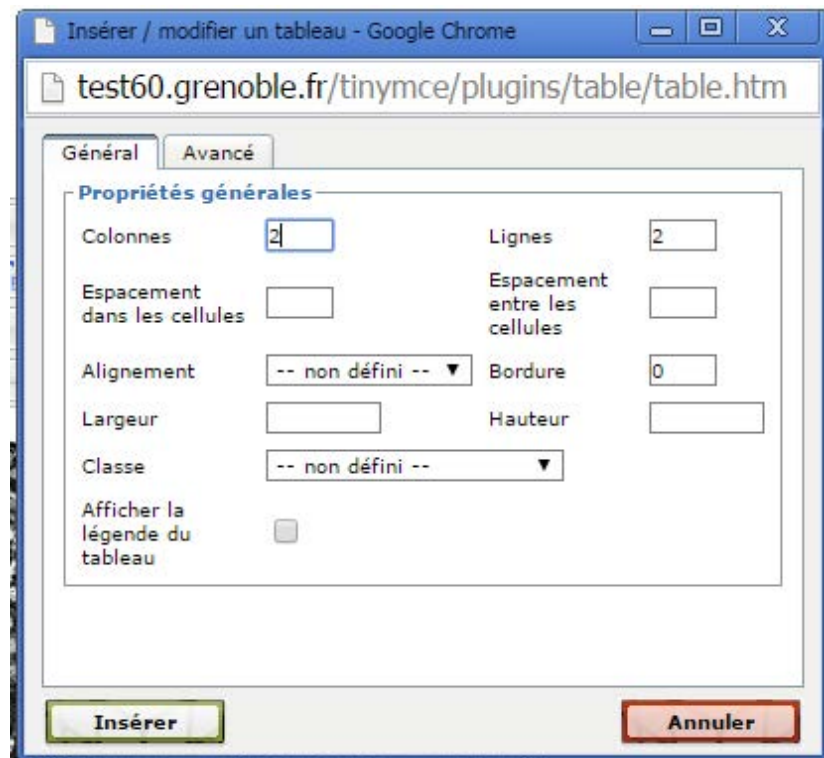 Insérer / modifier un tableau - Google Chrome
test60.grenoble.fr/tinymce/plugins/table/table.htm
Général Avancé
Propriétés générales
Colonnes 2 Lignes 2
Espacement dans les cellules
Espacement entre les cellules
Alignement -- non défini -- Bordure 0
Largeur Hauteur
Classe -- non défini --
Afficher la légende du tableau
Insérer Annuler